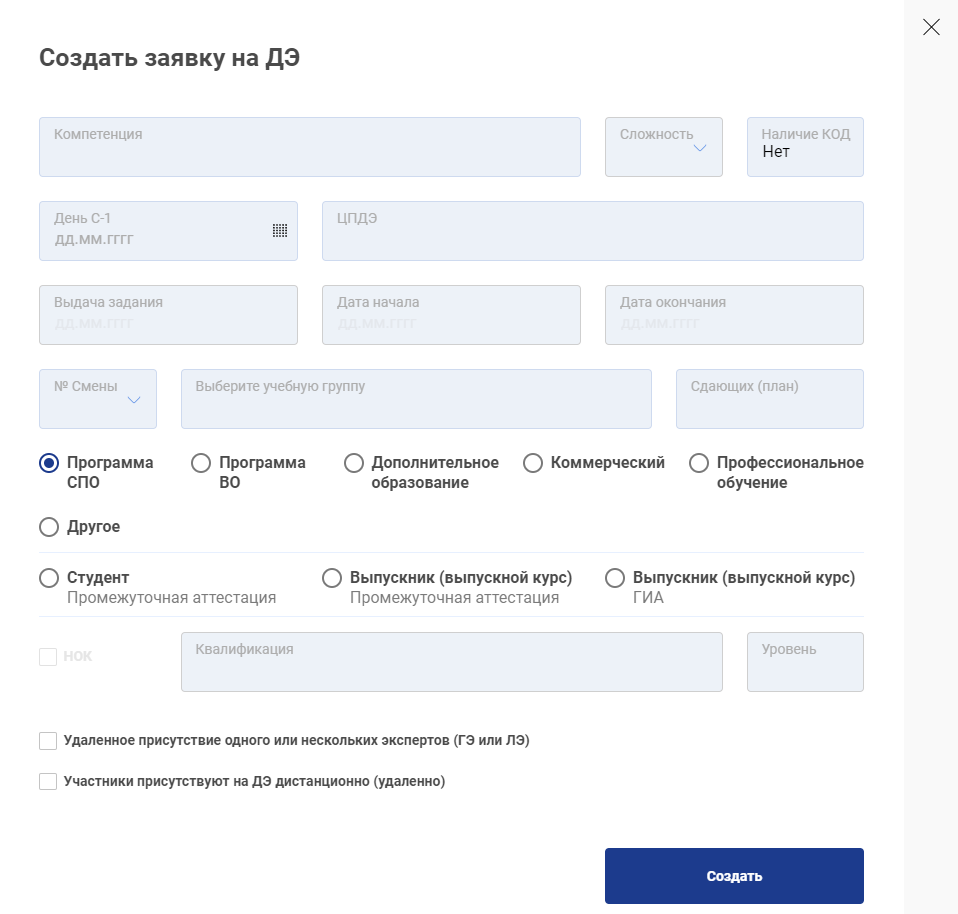 Создать заявку на ДЭ
Компетенция
Сложность
Наличие КОД
Нет
День С-1
ДД.ММ.ГГГГ
ЦПДЭ
Выдача задания
ДД.ММ.ГГГГ
Дата начала
ДД.ММ.ГГГГ
Дата окончания
ДД.ММ.ГГГГ
№ Смены
Выберите учебную группу
Сдающих (план)
Программа
СПО
Программа
ВО
Дополнительное
образование
Коммерческий
Профессиональное
обучение
Другое
Студент
Промежуточная аттестация
Выпускник (выпускной курс)
Промежуточная аттестация
Выпускник (выпускной курс)
ГИА
НОК
Квалификация
Уровень
Удаленное присутствие одного или нескольких экспертов (ГЭ или ЛЭ)
Участники присутствуют на ДЭ дистанционно (удаленно)
Создать